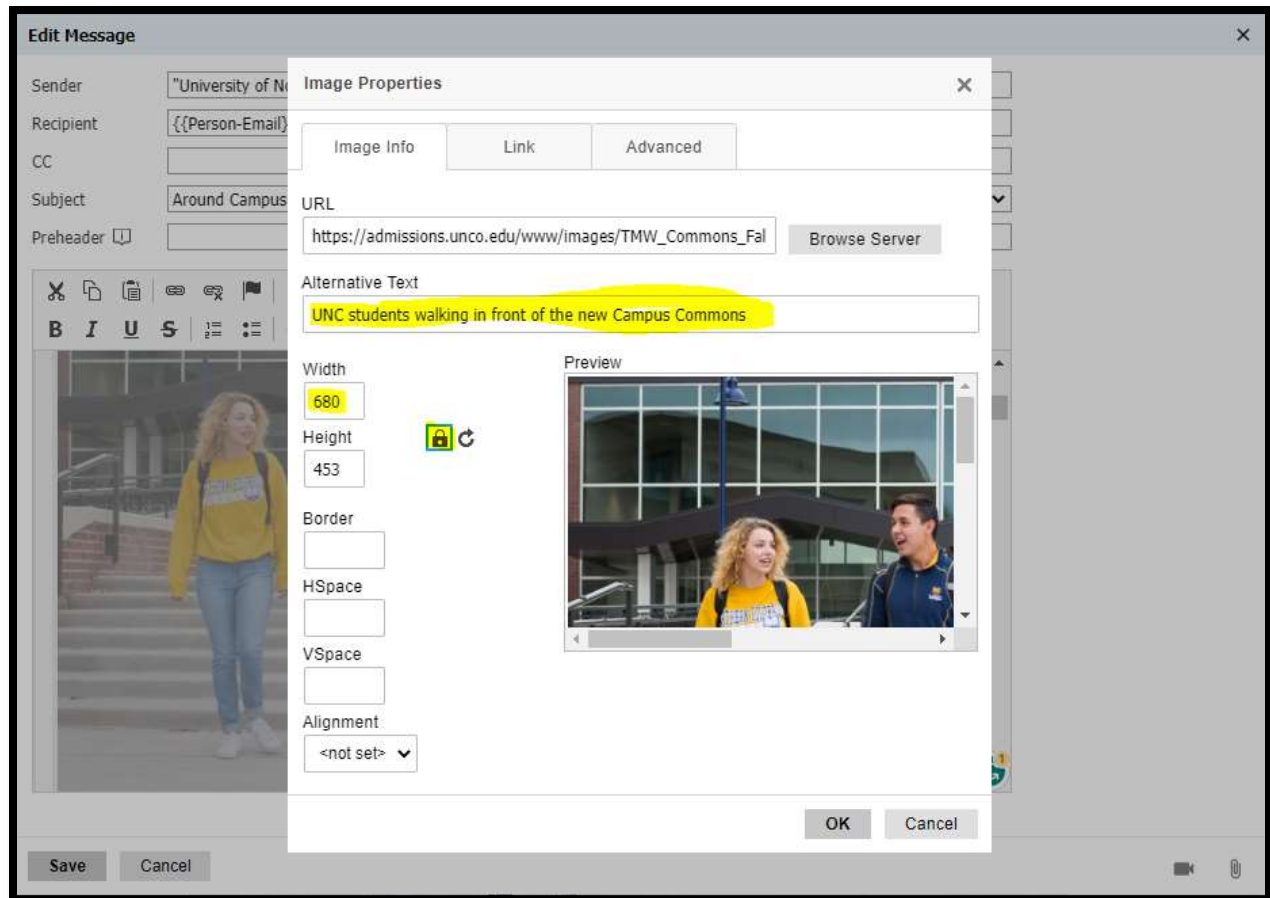 Edit Message
Sender
"University of No
Recipient
{{Person-Email}
CC
Subject
Around Campus
Preheader
B I U S
Image Properties
Image Info Link Advanced
URL
https://admissions.unco.edu/www/images/TMW_Commons_Fal
Browse Server
Alternative Text
UNC students walking in front of the new Campus Commons
Width
680
Height
453
Border
HSpace
VSpace
Alignment
<not set>
Preview
1
OK Cancel
Save Cancel